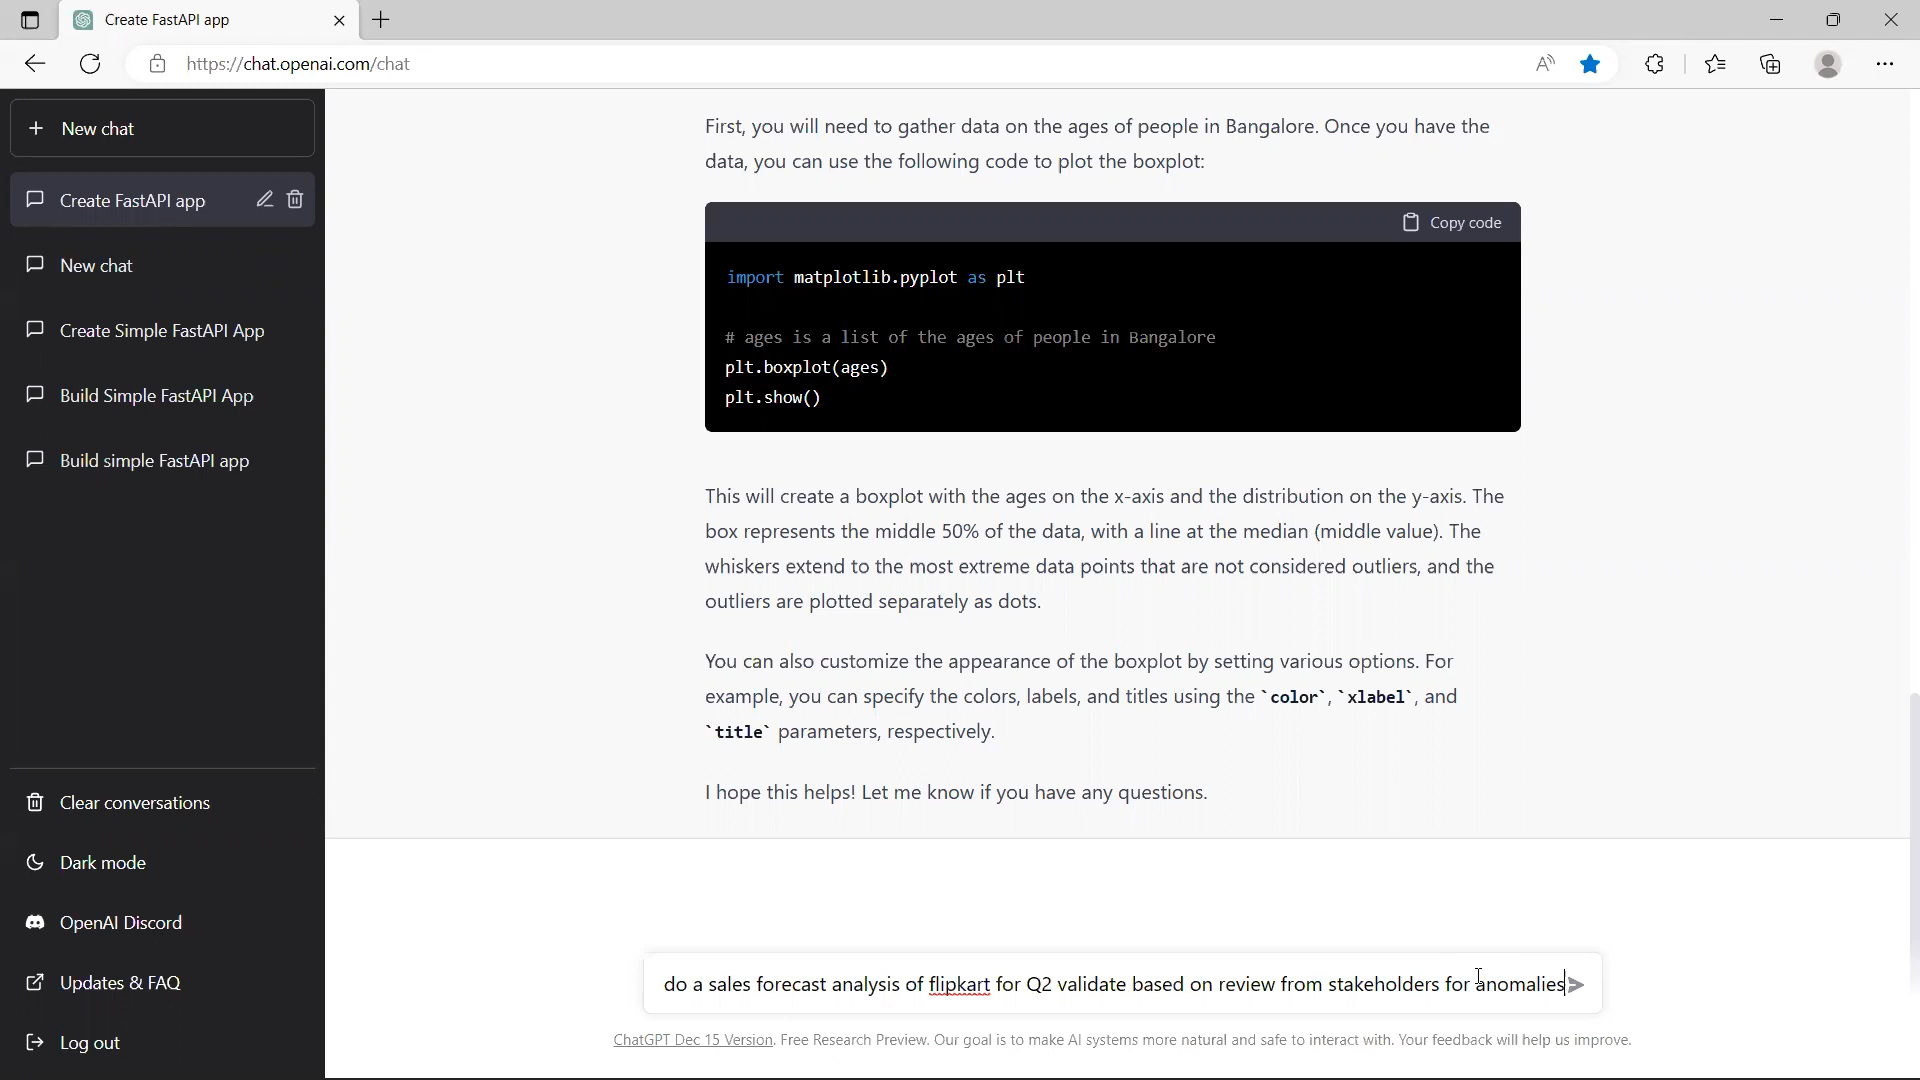 Create FastAPI app
https://chat.openai.com/chat
New chat
Create FastAPI app
New chat
Create Simple FastAPI App
Build Simple FastAPI App
Build simple FastAPI app
Clear conversations
Dark mode
OpenAI Discord
Updates & FAQ
Log out
First, you will need to gather data on the ages of people in Bangalore. Once you have the
data, you can use the following code to plot the boxplot:
Copy code
import matplotlib.pyplot as plt
# ages is a list of the ages of people in Bangalore
plt.boxplot(ages)
plt.show()
This will create a boxplot with the ages on the x-axis and the distribution on the y-axis. The
box represents the middle 50% of the data, with a line at the median (middle value). The
whiskers extend to the most extreme data points that are not considered outliers, and the
outliers are plotted separately as dots.
You can also customize the appearance of the boxplot by setting various options. For
example, you can specify the colors, labels, and titles using the `color`, `xlabel`, and
`title` parameters, respectively.
I hope this helps! Let me know if you have any questions.
do a sales forecast analysis of flipkart for Q2 validate based on review from stakeholders for anomalies
ChatGPT Dec 15 Version. Free Research Preview. Our goal is to make AI systems more natural and safe to interact with. Your feedback will help us improve.